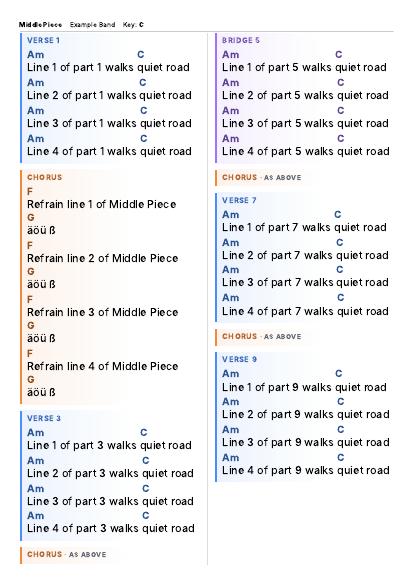 Middle Piece Example Band Key: C
VERSE 1
Am C
Line 1 of part 1 walks quiet road
Am C
Line 2 of part 1 walks quiet road
Am C
Line 3 of part 1 walks quiet road
Am C
Line 4 of part 1 walks quiet road
CHORUS
F
Refrain line 1 of Middle Piece
G
äöü ß
F
Refrain line 2 of Middle Piece
G
äöü ß
F
Refrain line 3 of Middle Piece
G
äöü ß
F
Refrain line 4 of Middle Piece
G
äöü ß
VERSE 3
Am C
Line 1 of part 3 walks quiet road
Am C
Line 2 of part 3 walks quiet road
Am C
Line 3 of part 3 walks quiet road
Am C
Line 4 of part 3 walks quiet road
CHORUS · AS ABOVE
BRIDGE 5
Am C
Line 1 of part 5 walks quiet road
Am C
Line 2 of part 5 walks quiet road
Am C
Line 3 of part 5 walks quiet road
Am C
Line 4 of part 5 walks quiet road
CHORUS · AS ABOVE
VERSE 7
Am C
Line 1 of part 7 walks quiet road
Am C
Line 2 of part 7 walks quiet road
Am C
Line 3 of part 7 walks quiet road
Am C
Line 4 of part 7 walks quiet road
CHORUS · AS ABOVE
VERSE 9
Am C
Line 1 of part 9 walks quiet road
Am C
Line 2 of part 9 walks quiet road
Am C
Line 3 of part 9 walks quiet road
Am C
Line 4 of part 9 walks quiet road